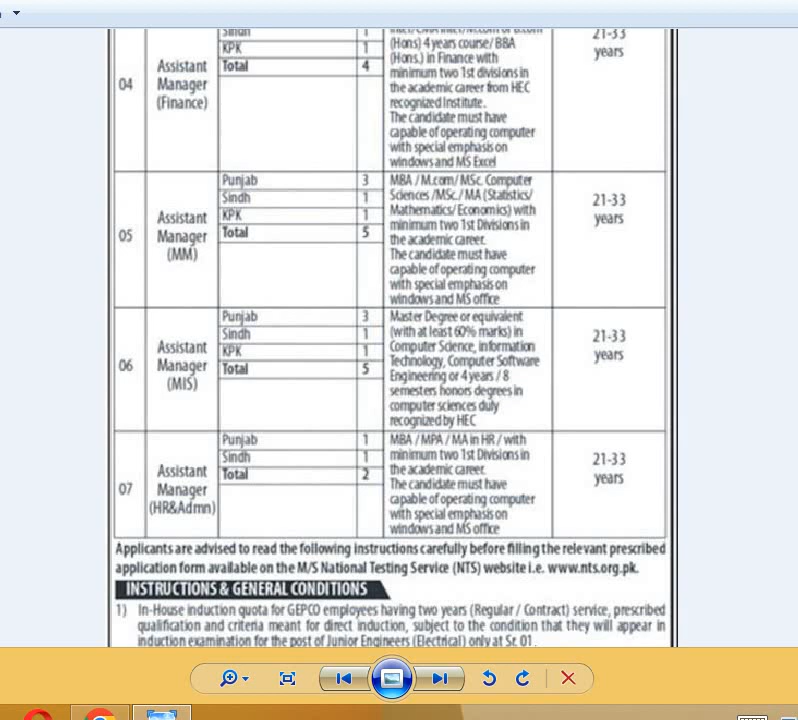 Sindh 1
KPK 1
Total 4
04
Assistant
Manager
(Finance)
(Hons) 4 years course/ BBA
(Hons.) in Finance with
minimum two 1st divisions in
the academic career from HEC
recognized Institute.
The candidate must have
capable of operating computer
with special emphasis on
windows and MS Excel
21-33
years
05
Assistant
Manager
(MM)
Punjab 3
Sindh 1
KPK 1
Total 5
MBA / M.com/ MSc. Computer
Sciences /MSc./ MA (Statistics/
Mathematics/ Economics) with
minimum two 1st Divisions in
the academic career.
The candidate must have
capable of operating computer
with special emphasis on
windows and MS office
21-33
years
06
Assistant
Manager
(MIS)
Punjab 3
Sindh 1
KPK 1
Total 5
Master Degree or equivalent
(with at least 60% marks) in
Computer Science, information
Technology, Computer Software
Engineering or 4 years / 8
semesters honors degrees in
computer sciences duly
recognized by HEC
21-33
years
07
Assistant
Manager
(HR&Admn)
Punjab 1
Sindh 1
Total 2
MBA / MPA / MA in HR / with
minimum two 1st Divisions in
the academic career.
The candidate must have
capable of operating computer
with special emphasis on
windows and MS office
21-33
years
Applicants are advised to read the following instructions carefully before filling the relevant prescribed
application form available on the M/S National Testing Service (NTS) website i.e. www.nts.org.pk.
INSTRUCTIONS & GENERAL CONDITIONS
1) In-House induction quota for GEPCO employees having two years (Regular / Contract) service, prescribed
qualification and criteria meant for direct induction, subject to the condition that they will appear in
induction examination for the post of Junior Engineers (Electrical) only at Sr. 01.